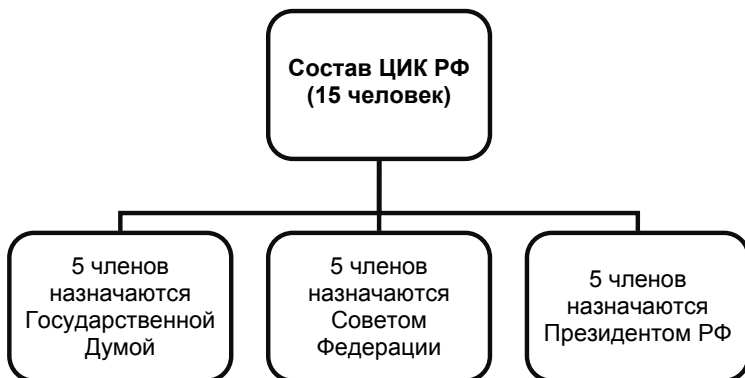 Состав ЦИК РФ
(15 человек)
5 членов
назначаются
Государственной
Думой
5 членов
назначаются
Советом
Федерации
5 членов
назначаются
Президентом РФ